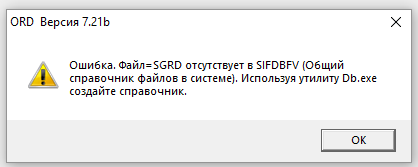 ORD  Версия 7.21b
Ошибка. Файл=SGRD отсутствует в SIFDBFV (Общий
справочник файлов в системе). Используя утилиту Db.exe
создайте справочник.
OK